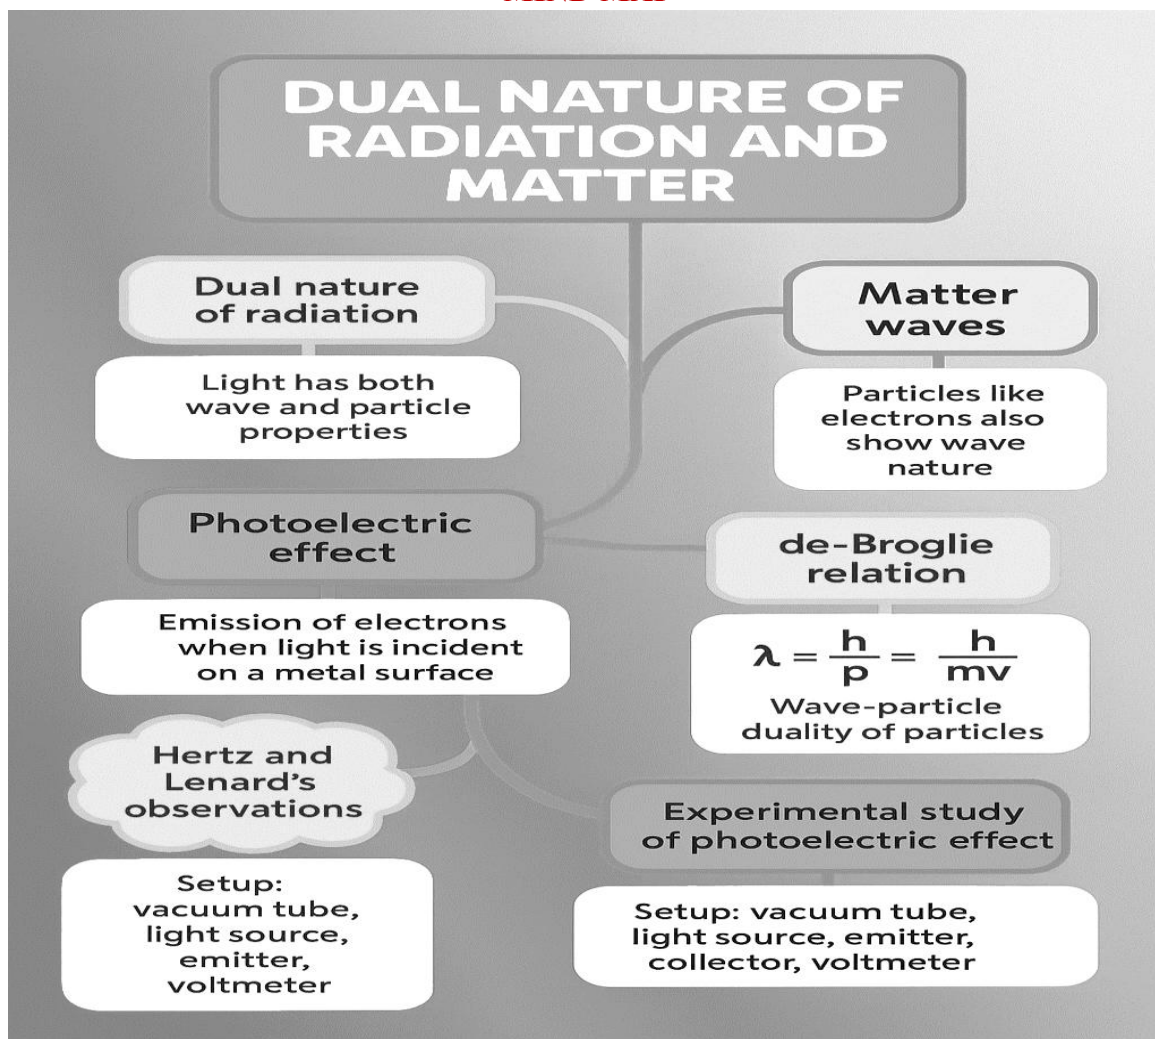 DUAL NATURE OF
RADIATION AND
MATTER
Dual nature
of radiation
Light has both
wave and particle
properties
Matter
waves
Particles like
electrons also
show wave
nature
Photoelectric
effect
Emission of electrons
when light is incident
on a metal surface
de-Broglie
relation
λ = h/p = h/mv
Wave-particle
duality of particles
Hertz and
Lenard's
observations
Setup:
vacuum tube,
light source,
emitter,
voltmeter
Experimental study
of photoelectric effect
Setup: vacuum tube,
light source, emitter,
collector, voltmeter